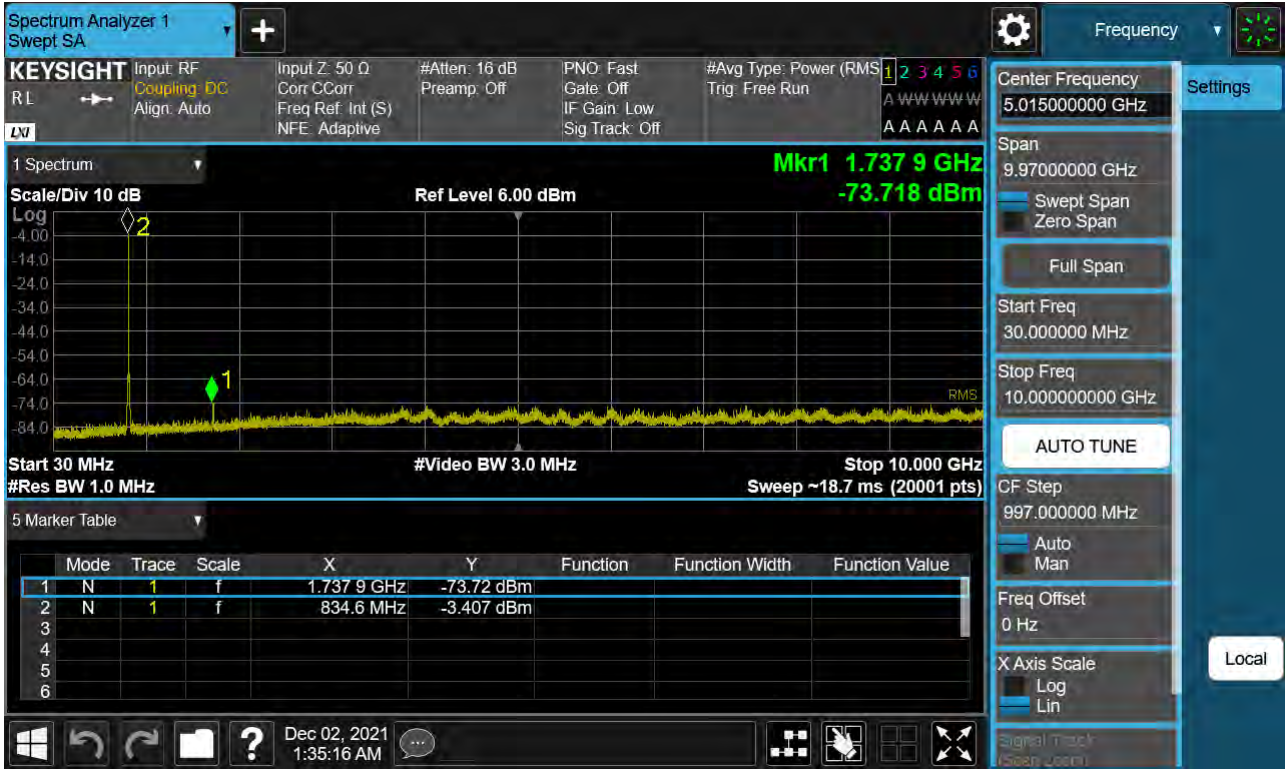 Spectrum Analyzer 1
Swept SA
Frequency
KEYSIGHT
RL
LXI
Input: RF
Coupling: DC
Align: Auto
Input Z: 50 Ω
Corr CCorr
Freq Ref: Int (S)
NFE: Adaptive
#Atten: 16 dB
Preamp: Off
PNO: Fast
Gate: Off
IF Gain: Low
Sig Track: Off
#Avg Type: Power (RMS
Trig: Free Run
1 2 3 4 5 6
A W W W W W
A A A A A A
1 Spectrum
Scale/Div 10 dB
Ref Level 6.00 dBm
Mkr1 1.737 9 GHz
-73.718 dBm
Log
-4.00
-14.0
-24.0
-34.0
-44.0
-54.0
-64.0
-74.0
-84.0
2
1
RMS
Start 30 MHz
#Video BW 3.0 MHz
Stop 10.000 GHz
#Res BW 1.0 MHz
Sweep ~18.7 ms (20001 pts)
5 Marker Table
Mode Trace Scale X Y Function Function Width Function Value
1 N 1 f 1.737 9 GHz -73.72 dBm
2 N 1 f 834.6 MHz -3.407 dBm
3
4
5
6
Dec 02, 2021
1:35:16 AM
?
Center Frequency
5.015000000 GHz
Settings
Span
9.97000000 GHz
Swept Span
Zero Span
Full Span
Start Freq
30.000000 MHz
Stop Freq
10.000000000 GHz
AUTO TUNE
CF Step
997.000000 MHz
Auto
Man
Freq Offset
0 Hz
X Axis Scale
Log
Lin
Local
Signal Track
(Span Zoom)